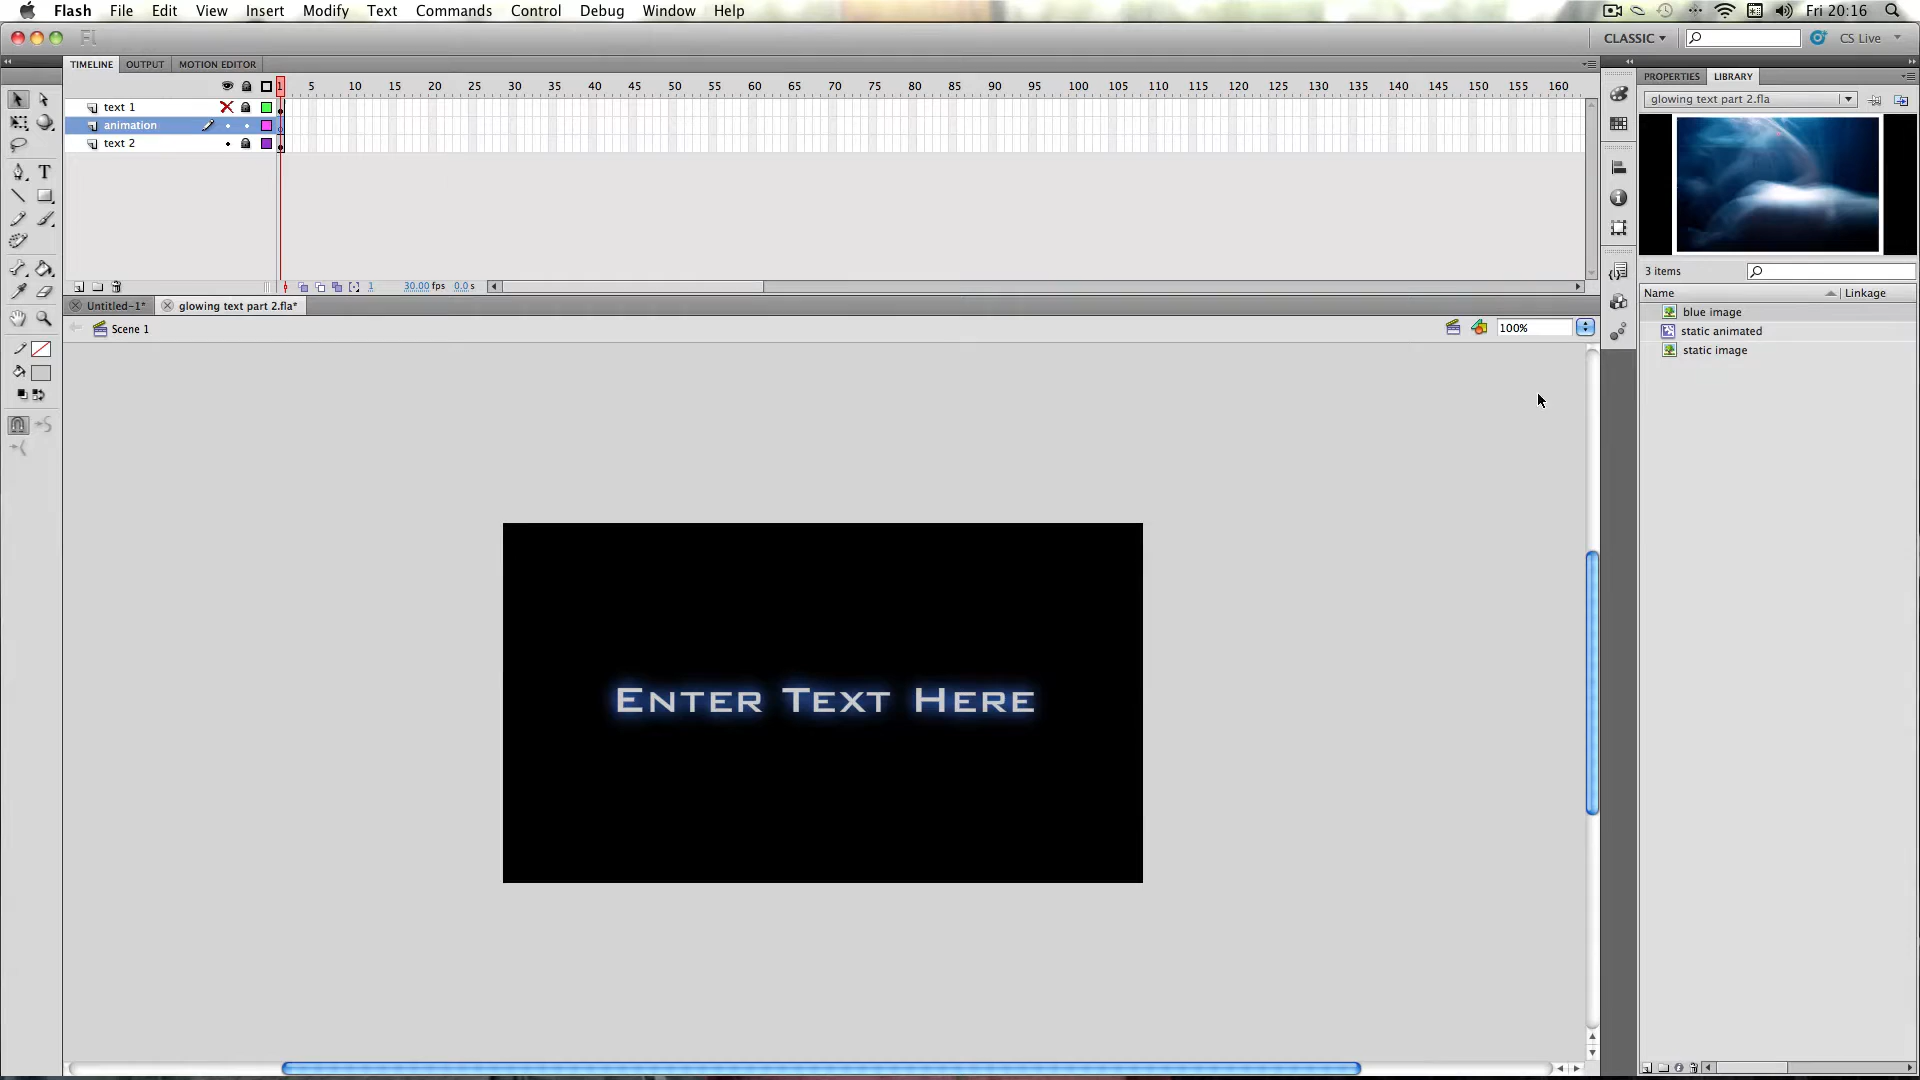 Flash File Edit View Insert Modify Text Commands Control Debug Window Help Fri 20:16
Fl CLASSIC CS Live
TIMELINE OUTPUT MOTION EDITOR
1 5 10 15 20 25 30 35 40 45 50 55 60 65 70 75 80 85 90 95 100 105 110 115 120 125 130 135 140 145 150 155 160
text 1
animation
text 2
1 30.00 fps 0.0 s
Untitled-1* glowing text part 2.fla*
Scene 1 100%
Enter Text Here
PROPERTIES LIBRARY
glowing text part 2.fla
3 items
Name Linkage
blue image
static animated
static image